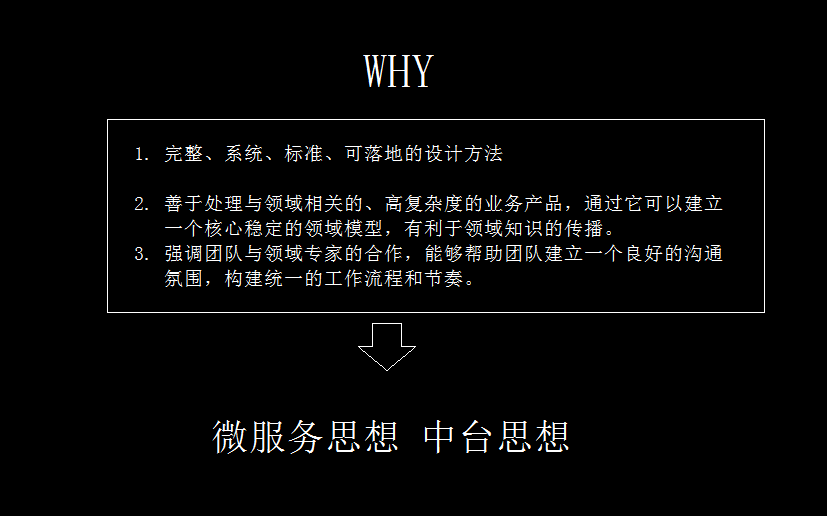 WHY
1. 完整、系统、标准、可落地的设计方法
2. 善于处理与领域相关的、高复杂度的业务产品，通过它可以建立
一个核心稳定的领域模型，有利于领域知识的传播。
3. 强调团队与领域专家的合作，能够帮助团队建立一个良好的沟通
氛围，构建统一的工作流程和节奏。
微服务思想 中台思想